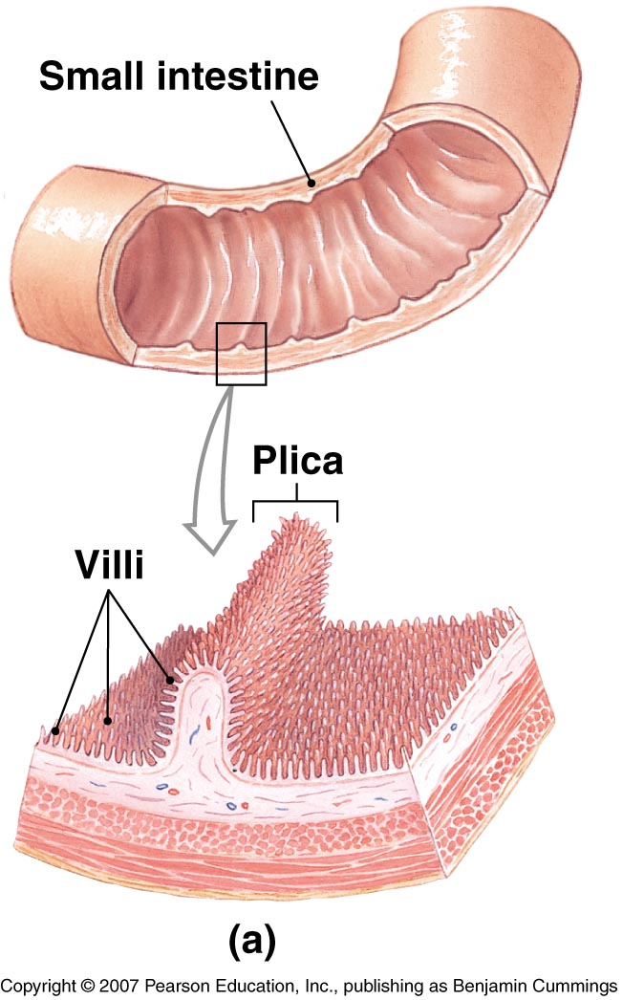 Small intestine
Plica
Villi
(a)
Copyright © 2007 Pearson Education, Inc., publishing as Benjamin Cummings